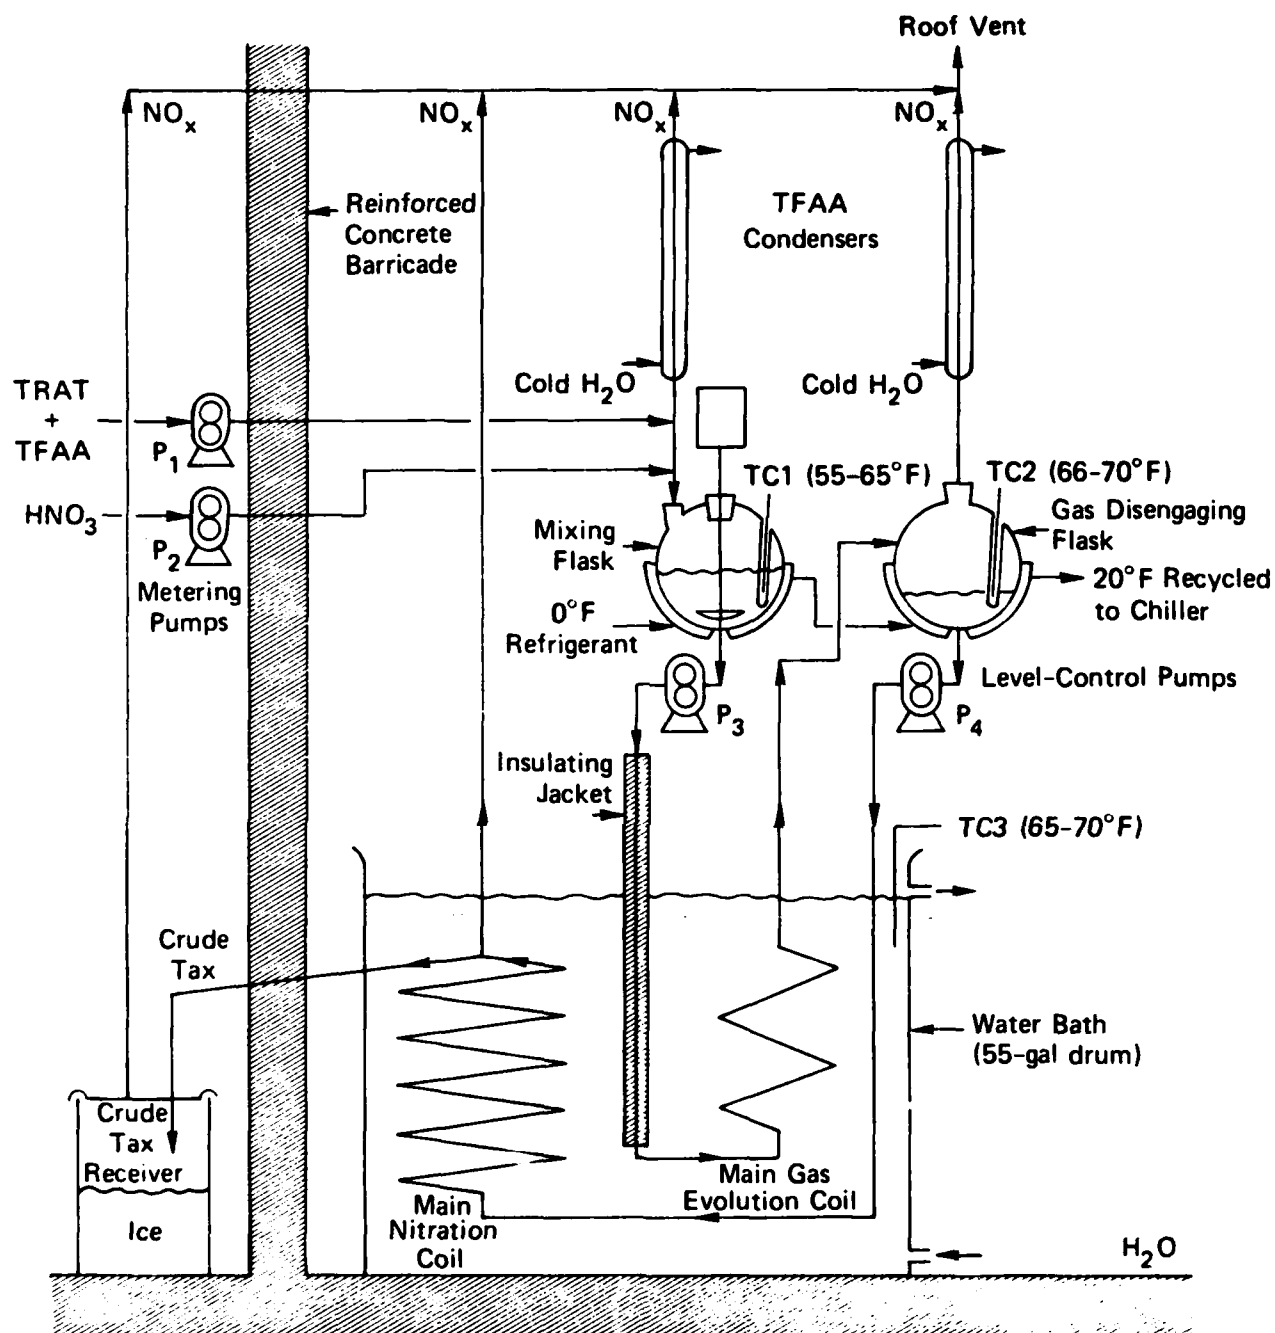 Roof Vent
NOx
NOx
NOx
NOx
Reinforced
Concrete
Barricade
TFAA
Condensers
Cold H2O
Cold H2O
TRAT
+
TFAA
P1
HNO3
P2
Metering
Pumps
TC1 (55-65°F)
TC2 (66-70°F)
Mixing
Flask
Gas Disengaging
Flask
0°F
Refrigerant
20°F Recycled
to Chiller
P3
Level-Control Pumps
P4
Insulating
Jacket
TC3 (65-70°F)
Crude
Tax
Water Bath
(55-gal drum)
Crude
Tax
Receiver
Ice
Main
Nitration
Coil
Main Gas
Evolution Coil
H2O